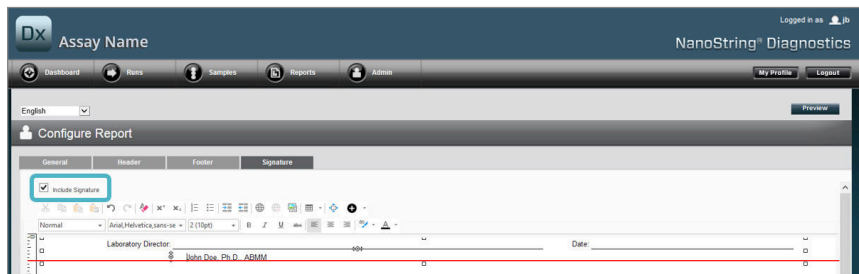 Logged in as jb
Dx Assay Name
NanoString® Diagnostics
Dashboard Runs Samples Reports Admin My Profile Logout
English Preview
Configure Report
General Header Footer Signature
Include Signature
Normal Arial,Helvetica,sans-se 2 (10pt) B I U abc A
Laboratory Director: Date:
John Doe, Ph.D., ABMM